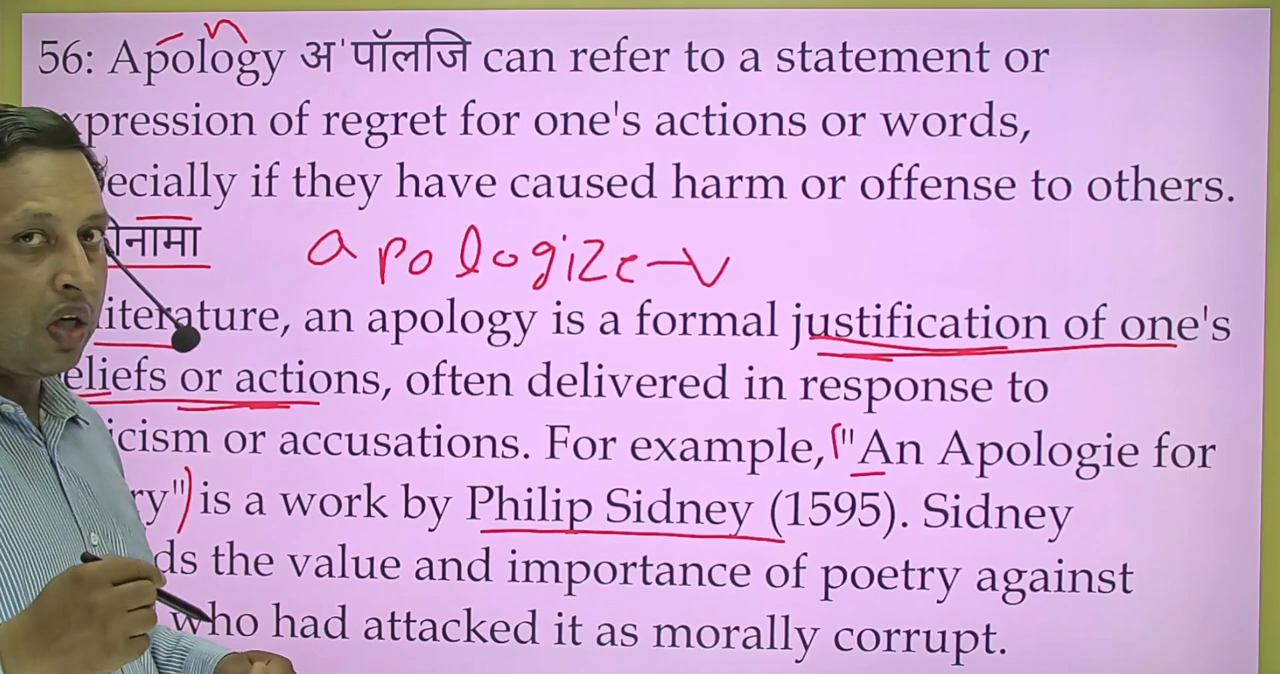 56: Apology अ'पॉलजि can refer to a statement or
xpression of regret for one's actions or words,
ecially if they have caused harm or offense to others.
नामा
apologize-v
literature, an apology is a formal justification of one's
eliefs or actions, often delivered in response to
icism or accusations. For example, "An Apologie for
ry" is a work by Philip Sidney (1595). Sidney
ds the value and importance of poetry against
who had attacked it as morally corrupt.